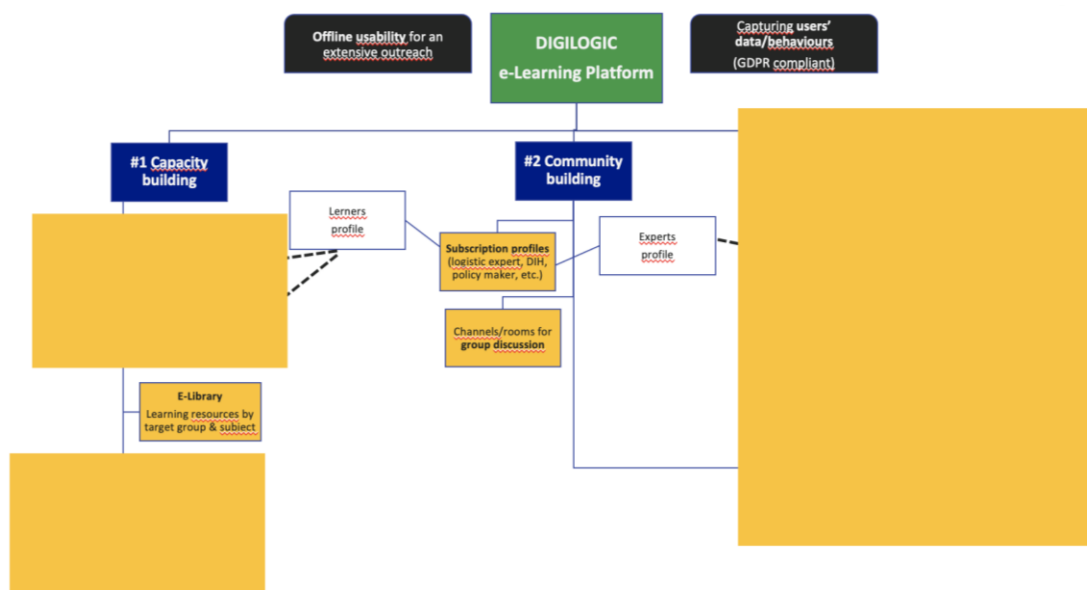 Offline usability for an
extensive outreach
DIGILOGIC
e-Learning Platform
Capturing users'
data/behaviours
(GDPR compliant)
#1 Capacity
building
#2 Community
building
Lerners
profile
Subscription profiles
(logistic expert, DIH,
policy maker, etc.)
Experts
profile
Channels/rooms for
group discussion
E-Library
Learning resources by
target group & subject